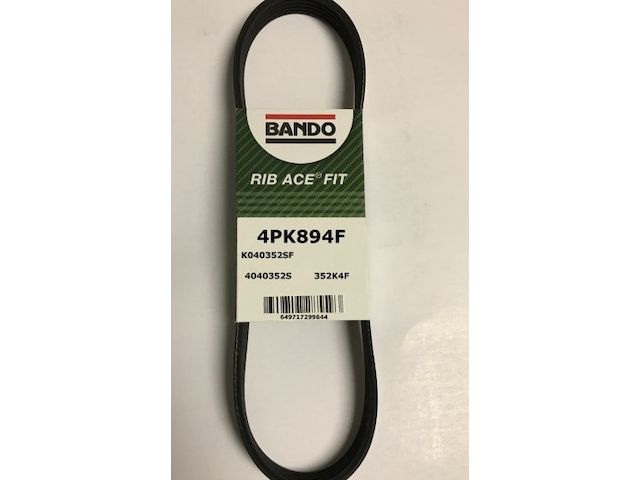 BANDO
RIB ACE® FIT
4PK894F
K040352SF
4040352S 352K4F
649717299644